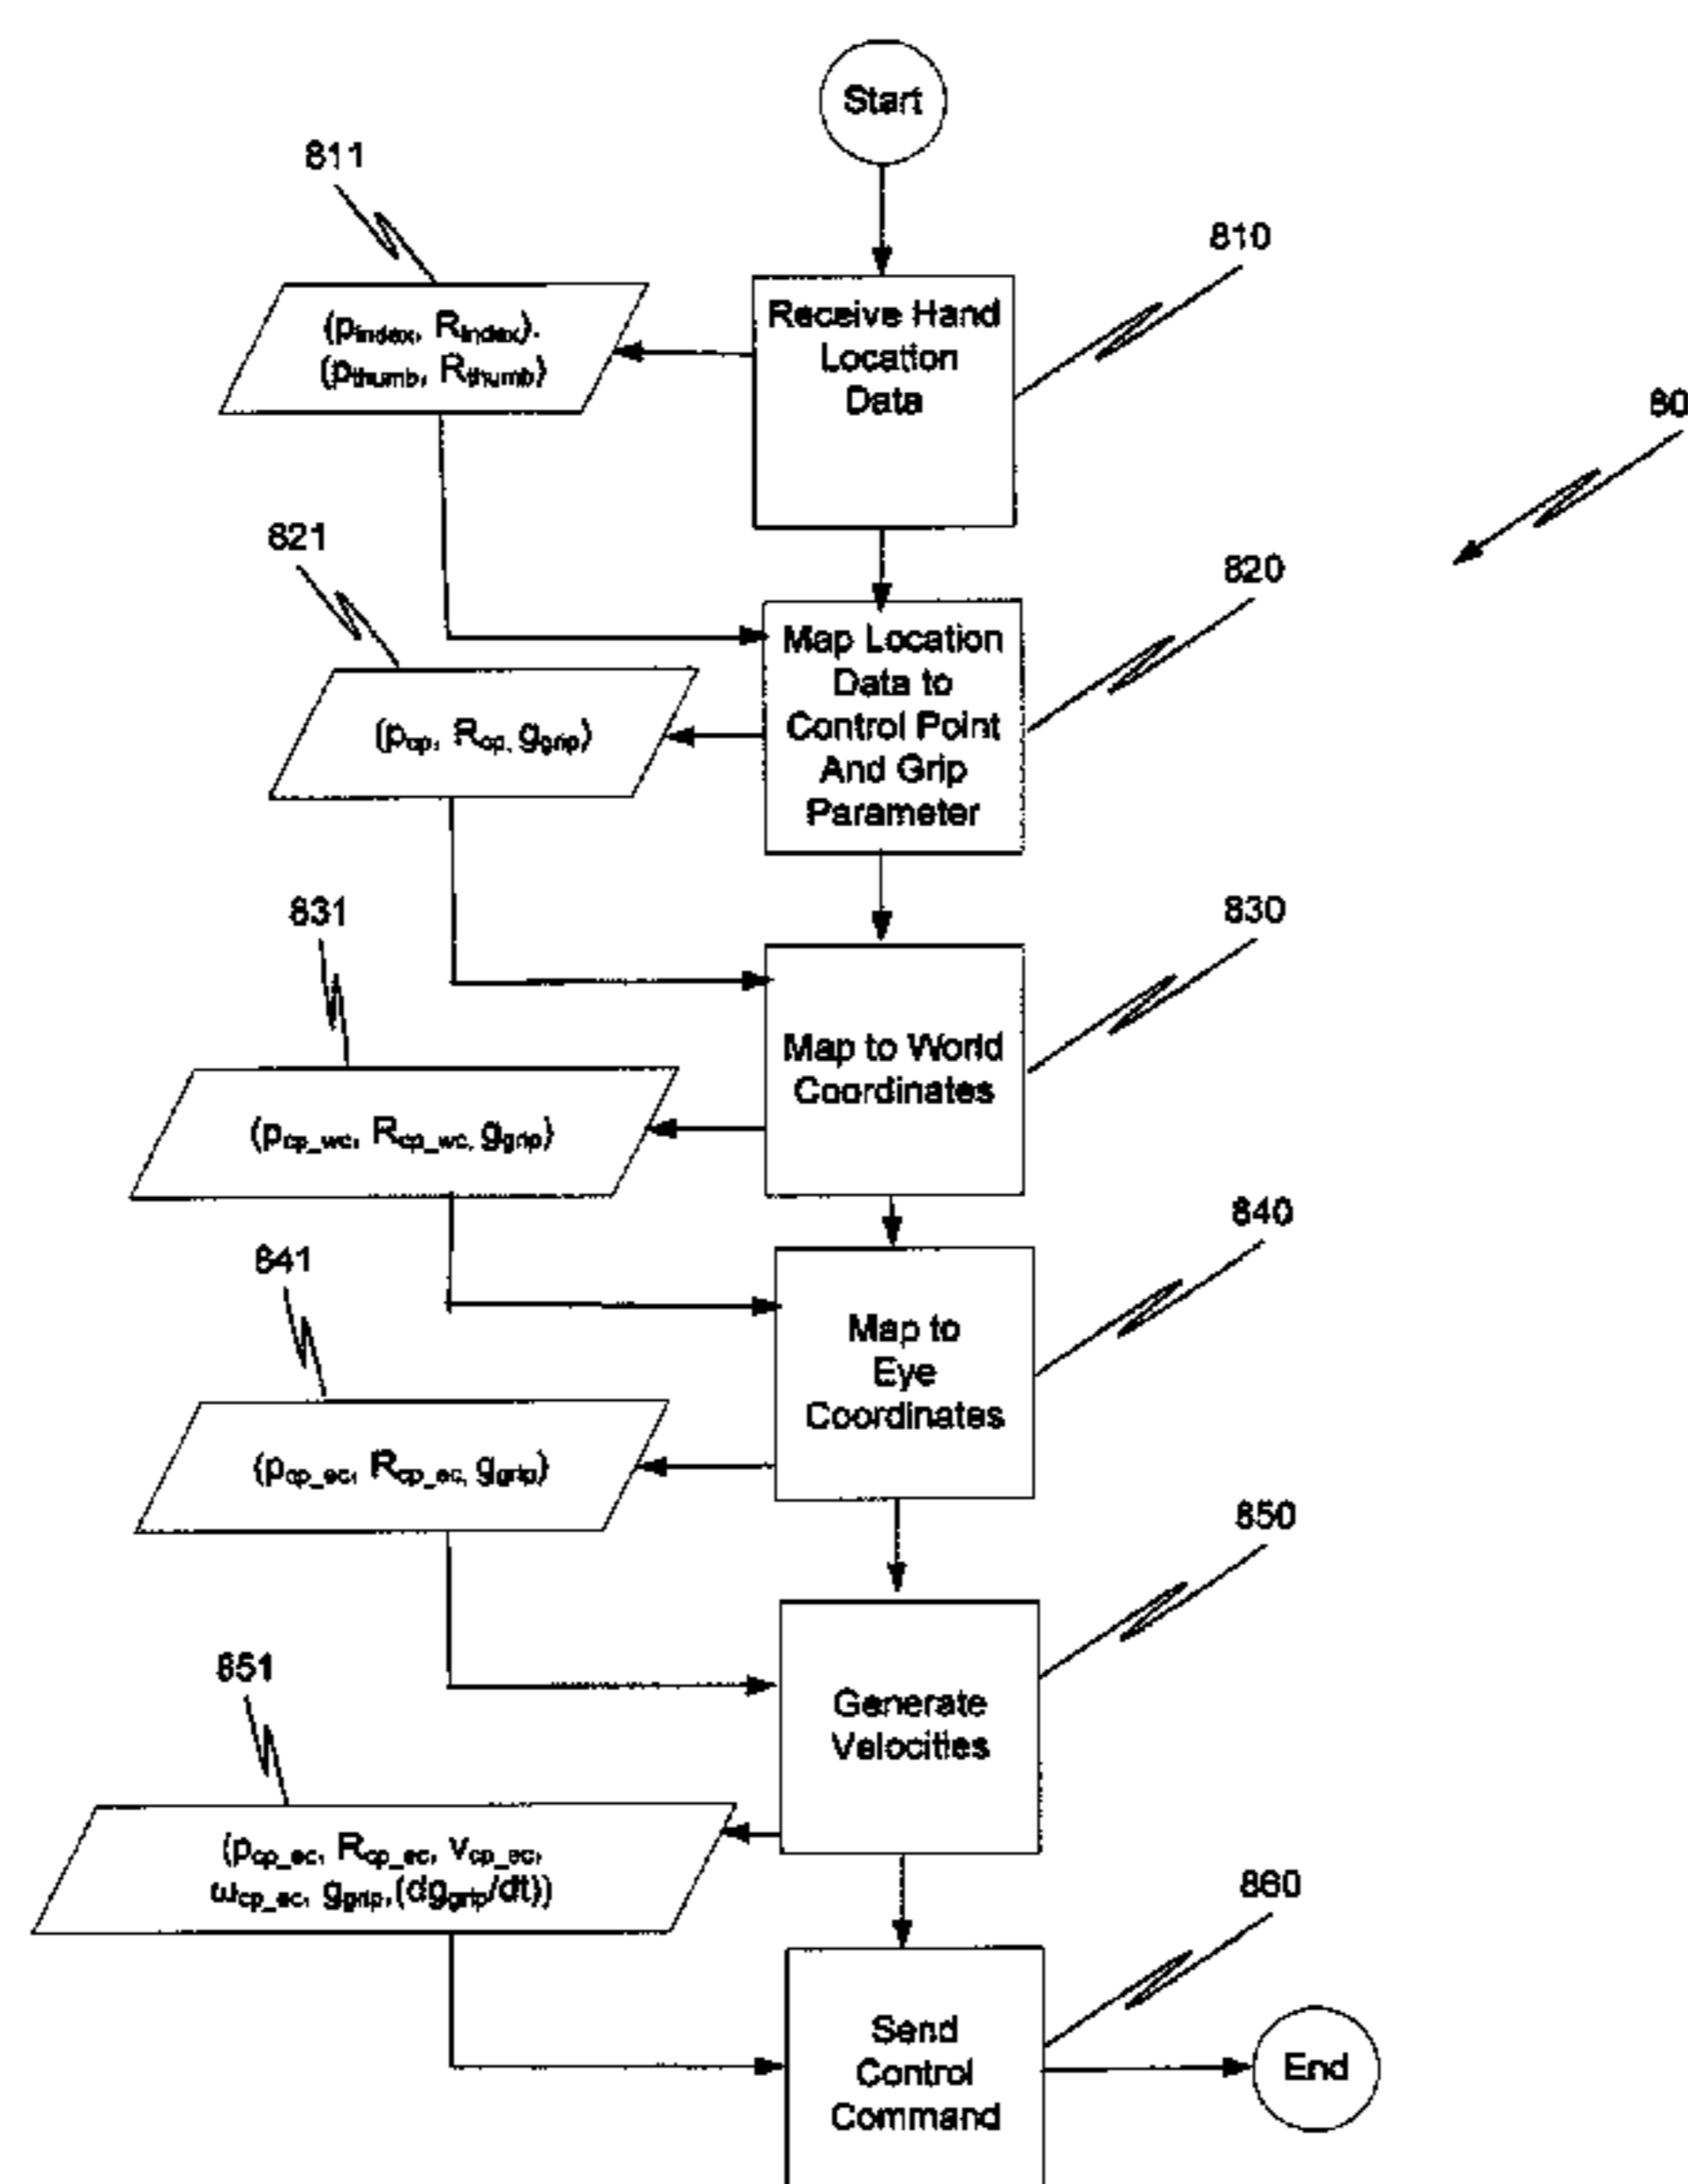 Start
811
810
(pindex, Rindex).
(pthumb, Rthumb)
Receive Hand
Location
Data
80
821
820
Map Location
Data to
Control Point
And Grip
Parameter
(pcp, Rcp, ggrip)
831
830
Map to World
Coordinates
(pcp_wc, Rcp_wc, ggrip)
841
840
Map to
Eye
Coordinates
(pcp_ec, Rcp_ec, ggrip)
850
851
Generate
Velocities
(pcp_ec, Rcp_ec, vcp_ec,
ωcp_ec, ggrip,(dggrip/dt))
860
Send
Control
Command
End